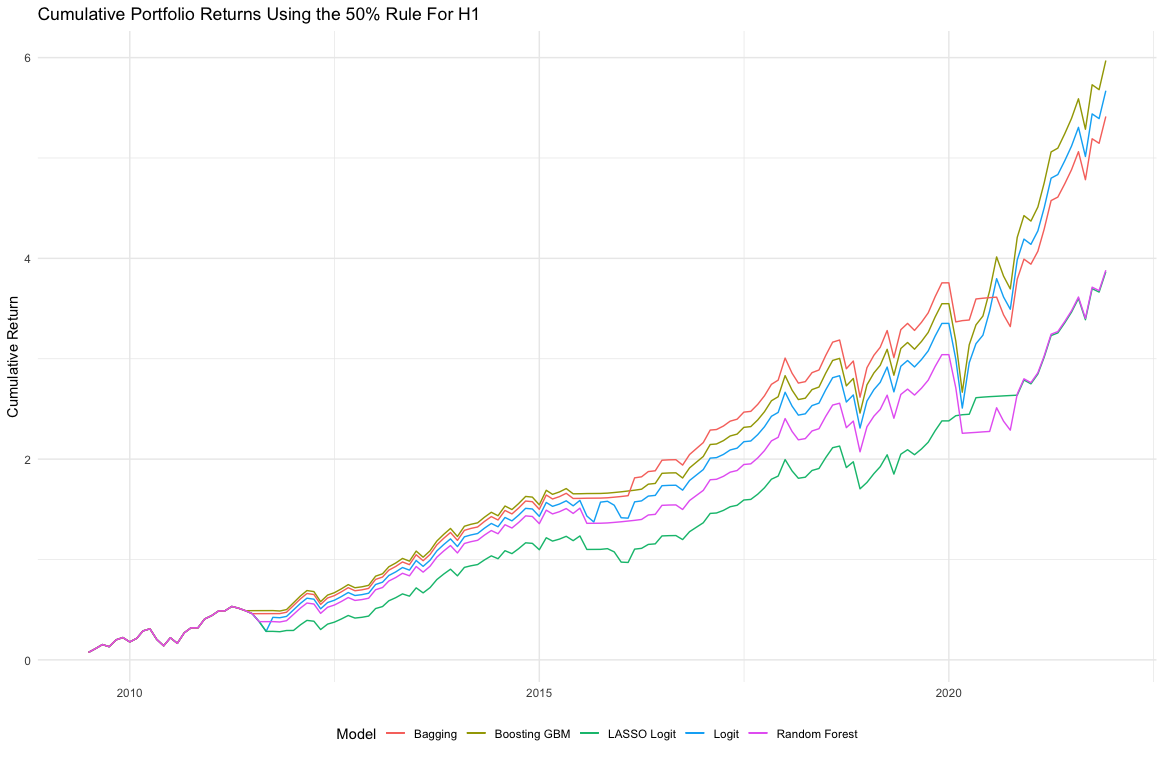 Cumulative Portfolio Returns Using the 50% Rule For H1
Cumulative Return
6
4
2
0
2010 2015 2020
Model Bagging Boosting GBM LASSO Logit Logit Random Forest